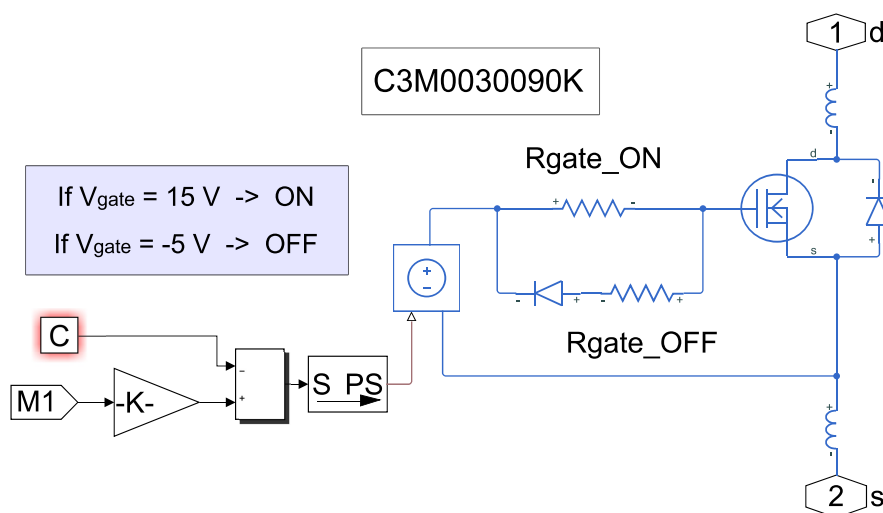 1 d
C3M0030090K
Rgate_ON
If Vgate = 15 V -> ON
If Vgate = -5 V -> OFF
+
-
d
-
+
-
+
s
+
-
-
+
-
+
Rgate_OFF
C
-
+
S PS
M1
-K-
+
-
2 s